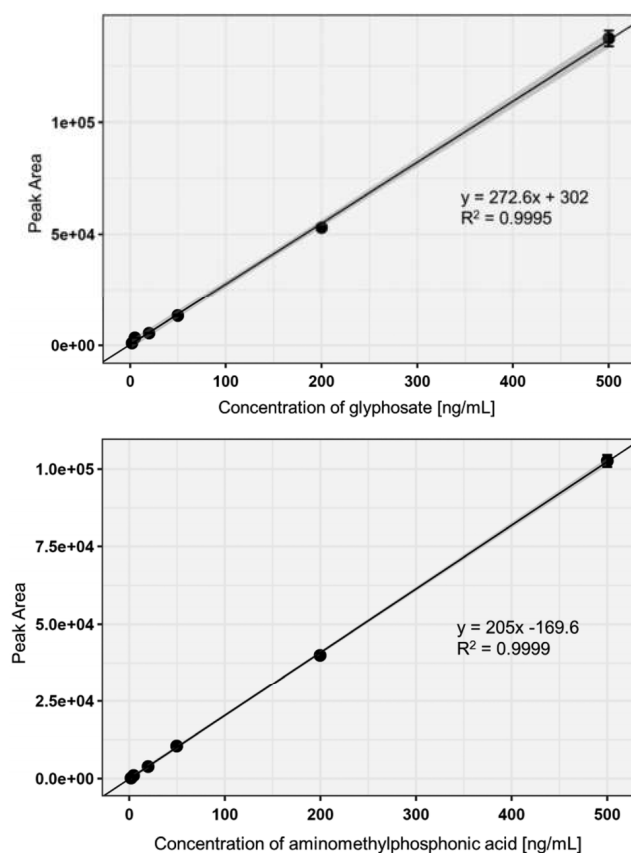 Peak Area
1e+05
5e+04
0e+00
y = 272.6x + 302
R² = 0.9995
0 100 200 300 400 500
Concentration of glyphosate [ng/mL]
Peak Area
1.0e+05
7.5e+04
5.0e+04
2.5e+04
0.0e+00
y = 205x -169.6
R² = 0.9999
0 100 200 300 400 500
Concentration of aminomethylphosphonic acid [ng/mL]